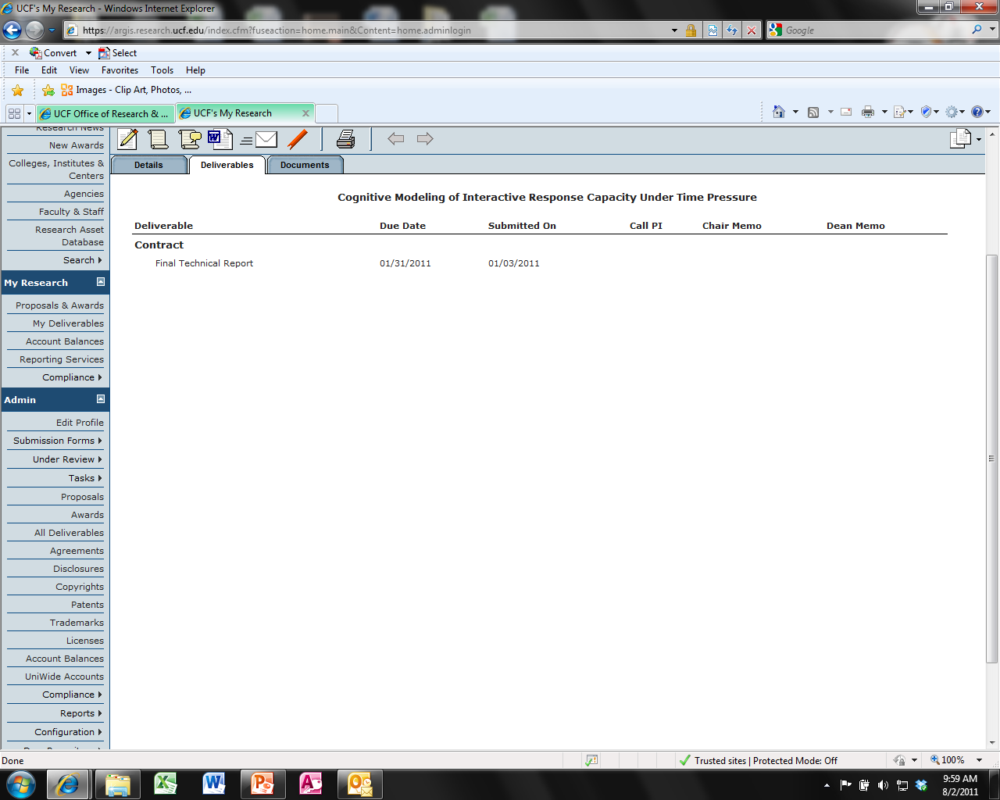 UCF's My Research - Windows Internet Explorer
https://argis.research.ucf.edu/index.cfm?fuseaction=home.main&Content=home.adminlogin
Google
Convert
Select
File Edit View Favorites Tools Help
Images - Clip Art, Photos, ...
UCF Office of Research & ...
UCF's My Research
Research News
New Awards
Colleges, Institutes &
Centers
Agencies
Faculty & Staff
Research Asset
Database
Search
My Research
Proposals & Awards
My Deliverables
Account Balances
Reporting Services
Compliance
Admin
Edit Profile
Submission Forms
Under Review
Tasks
Proposals
Awards
All Deliverables
Agreements
Disclosures
Copyrights
Patents
Trademarks
Licenses
Account Balances
UniWide Accounts
Compliance
Reports
Configuration
Details Deliverables Documents
Cognitive Modeling of Interactive Response Capacity Under Time Pressure
Deliverable Due Date Submitted On Call PI Chair Memo Dean Memo
Contract
Final Technical Report 01/31/2011 01/03/2011
Done
Trusted sites | Protected Mode: Off
100%
9:59 AM
8/2/2011